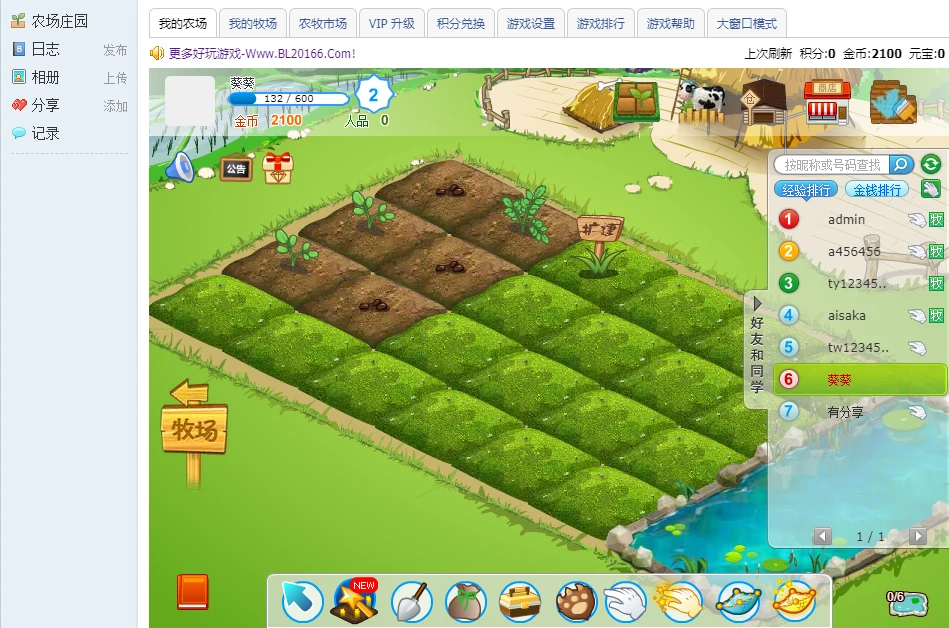 农场庄园
日志 发布
相册 上传
分享 添加
记录
我的农场 我的牧场 农牧市场 VIP 升级 积分兑换 游戏设置 游戏排行 游戏帮助 大窗口模式
更多好玩游戏-Www.BL20166.Com!
上次刷新 积分:0 金币:2100 元宝:0
葵葵
132 / 600
2
金币 2100 人品 0
仓
商店
公告
扩建
牧场
按昵称或号码查找
经验排行 金钱排行
1 admin 牧
2 a456456 牧
3 ty12345.. 牧
4 aisaka 牧
5 tw12345..
6 葵葵
7 有分享
好友和同学
1 / 1
NEW
0/6